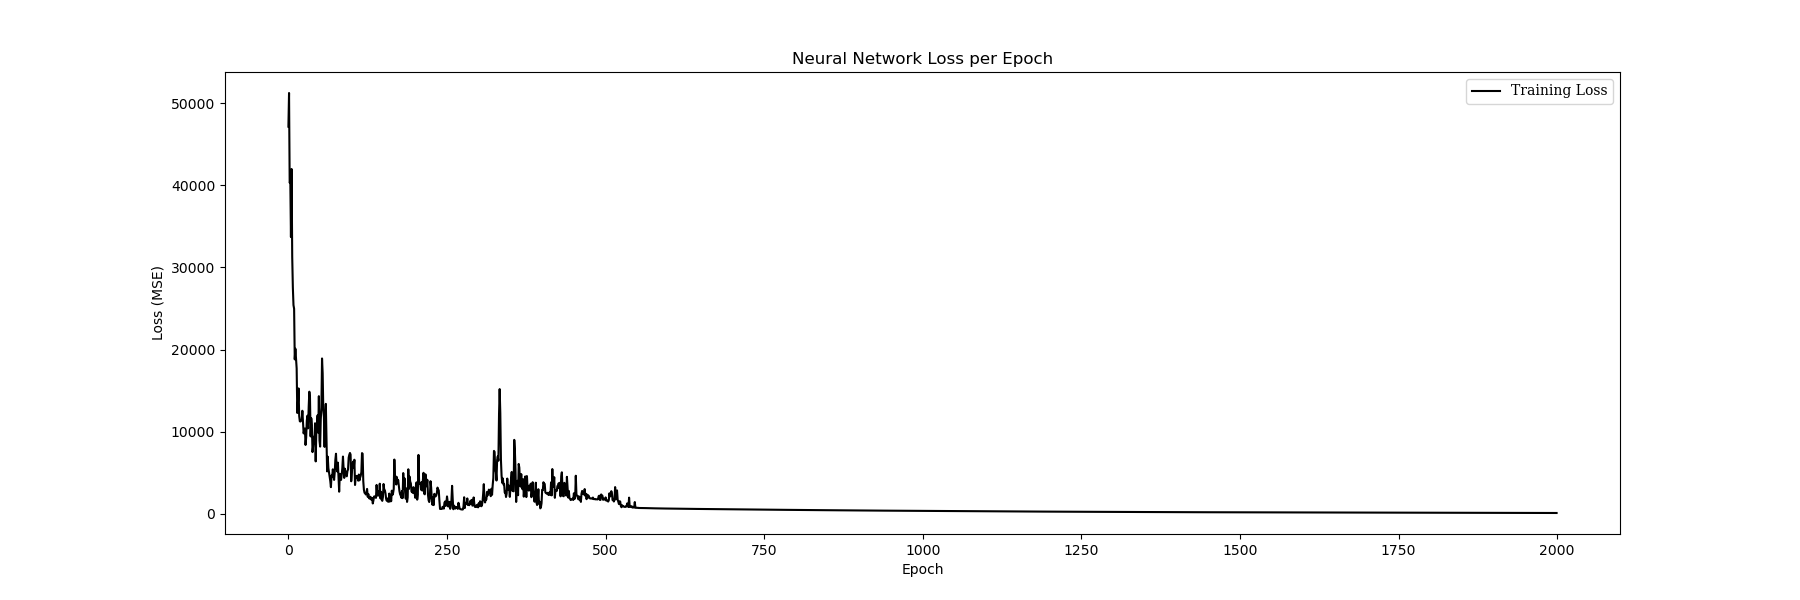 Neural Network Loss per Epoch
Training Loss
50000
40000
30000
20000
10000
0
Loss (MSE)
0 250 500 750 1000 1250 1500 1750 2000
Epoch